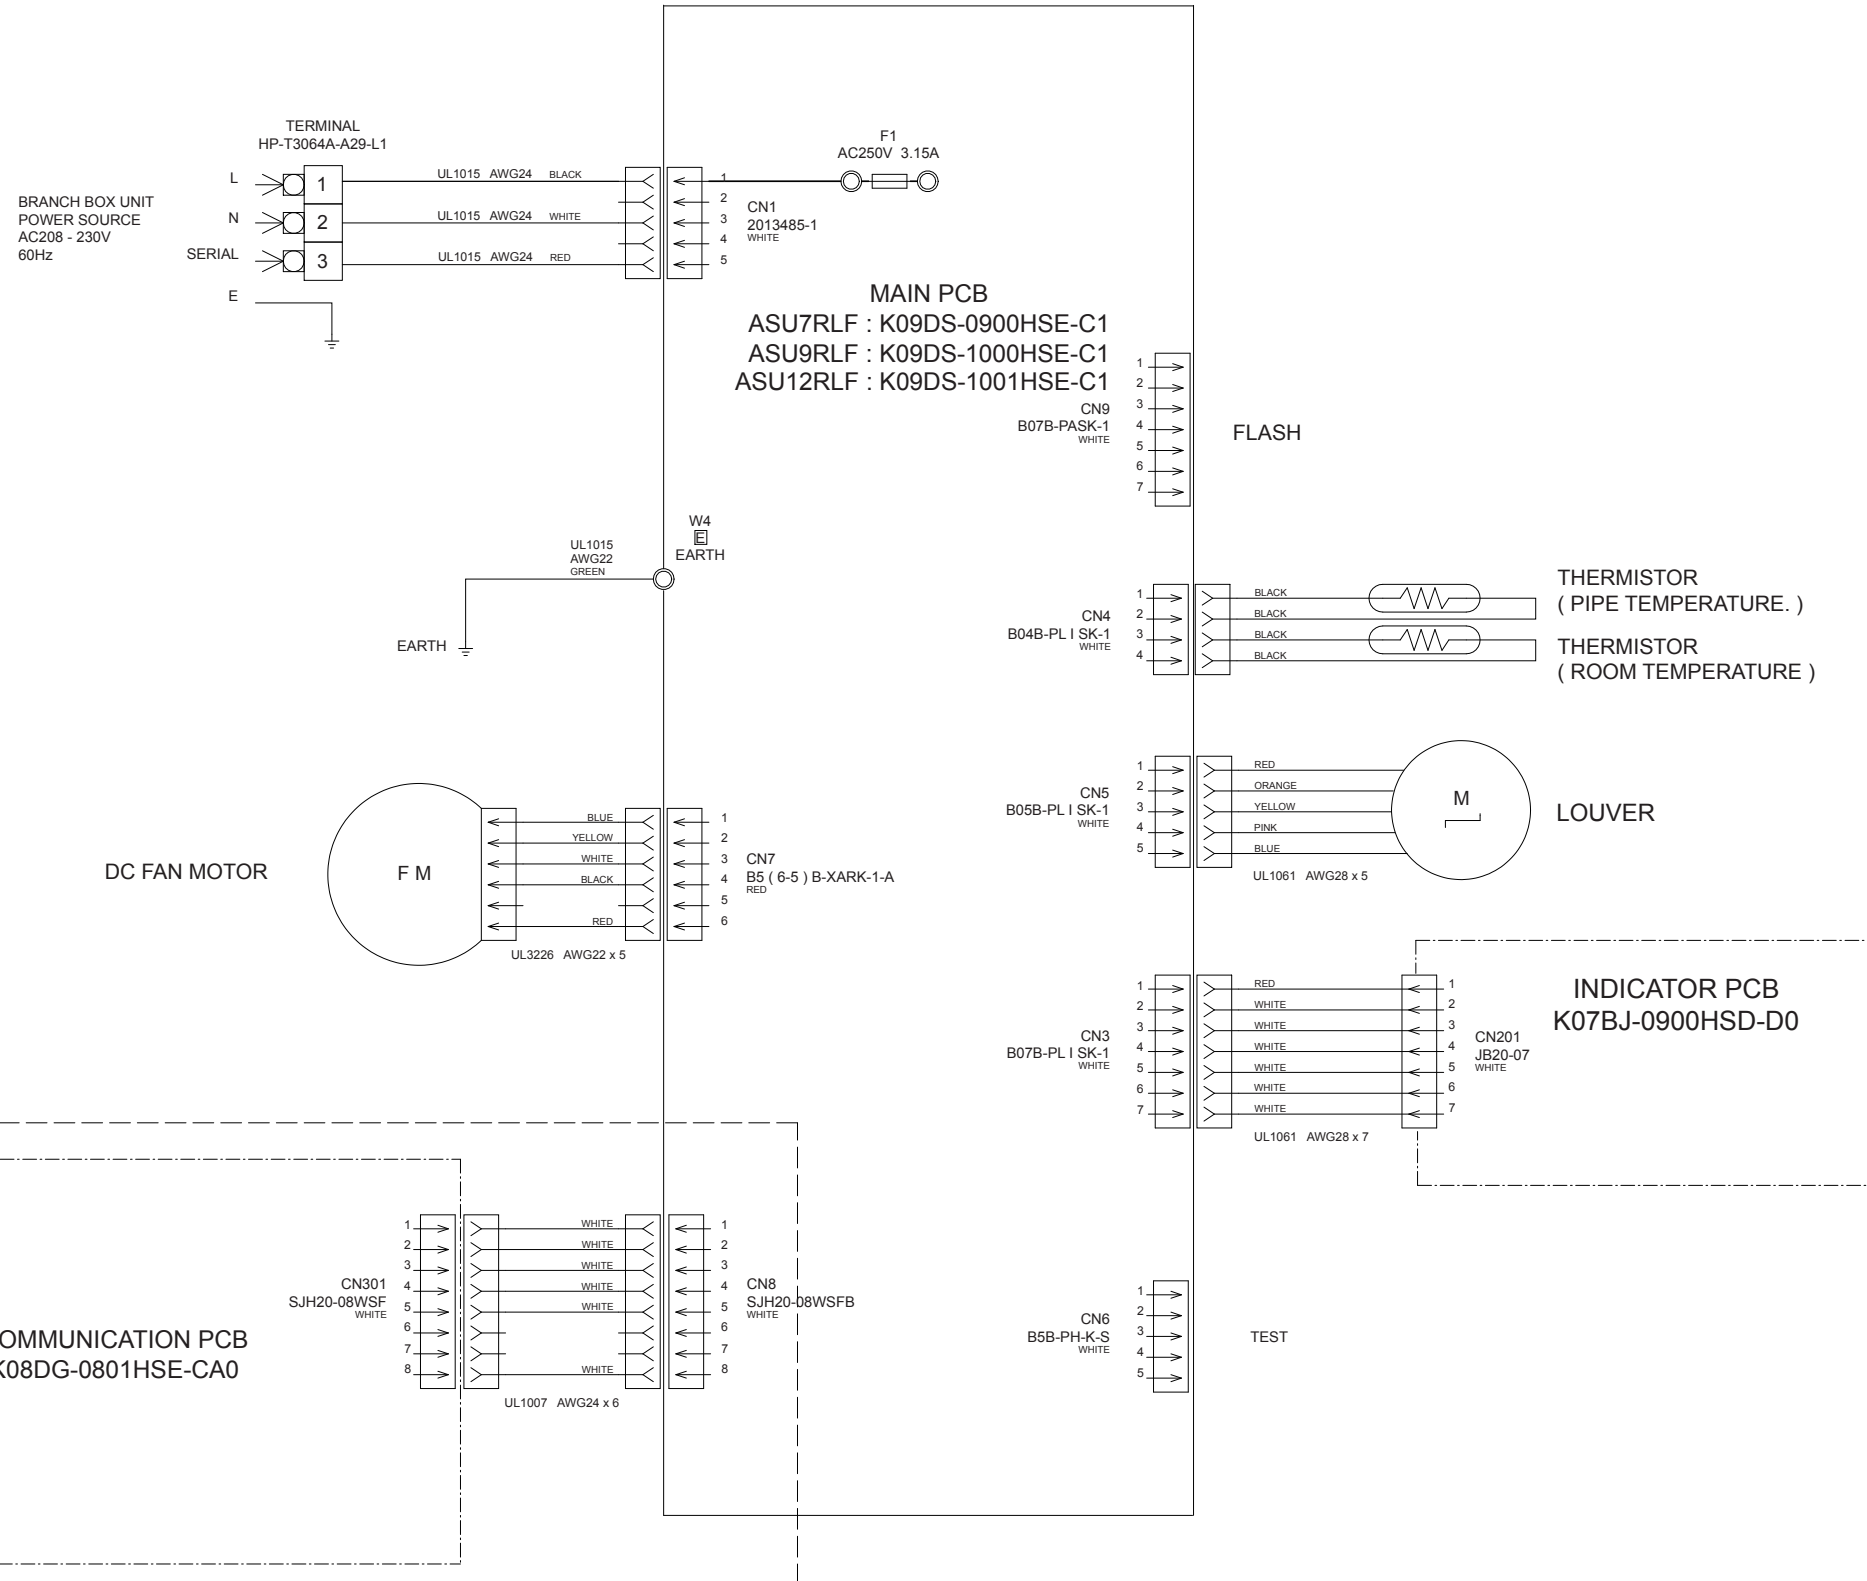 TERMINAL
HP-T3064A-A29-L1
BRANCH BOX UNIT
POWER SOURCE
AC208 - 230V
60Hz
L
N
SERIAL
E
1
2
3
UL1015 AWG24 BLACK
UL1015 AWG24 WHITE
UL1015 AWG24 RED
1
2
3
4
5
CN1
2013485-1
WHITE
F1
AC250V 3.15A
MAIN PCB
ASU7RLF : K09DS-0900HSE-C1
ASU9RLF : K09DS-1000HSE-C1
ASU12RLF : K09DS-1001HSE-C1
CN9
B07B-PASK-1
WHITE
1
2
3
4
5
6
7
FLASH
W4
E
EARTH
UL1015
AWG22
GREEN
EARTH
CN4
B04B-PL I SK-1
WHITE
1
2
3
4
BLACK
BLACK
BLACK
BLACK
THERMISTOR
( PIPE TEMPERATURE. )
THERMISTOR
( ROOM TEMPERATURE )
CN5
B05B-PL I SK-1
WHITE
1
2
3
4
5
RED
ORANGE
YELLOW
PINK
BLUE
UL1061 AWG28 x 5
M
LOUVER
DC FAN MOTOR
F M
BLUE
YELLOW
WHITE
BLACK
RED
UL3226 AWG22 x 5
1
2
3
4
5
6
CN7
B5 ( 6-5 ) B-XARK-1-A
RED
CN3
B07B-PL I SK-1
WHITE
1
2
3
4
5
6
7
RED
WHITE
WHITE
WHITE
WHITE
WHITE
WHITE
UL1061 AWG28 x 7
1
2
3
4
5
6
7
CN201
JB20-07
WHITE
INDICATOR PCB
K07BJ-0900HSD-D0
OMMUNICATION PCB
K08DG-0801HSE-CA0
CN301
SJH20-08WSF
WHITE
1
2
3
4
5
6
7
8
WHITE
WHITE
WHITE
WHITE
WHITE
WHITE
UL1007 AWG24 x 6
1
2
3
4
5
6
7
8
CN8
SJH20-08WSFB
WHITE
CN6
B5B-PH-K-S
WHITE
1
2
3
4
5
TEST